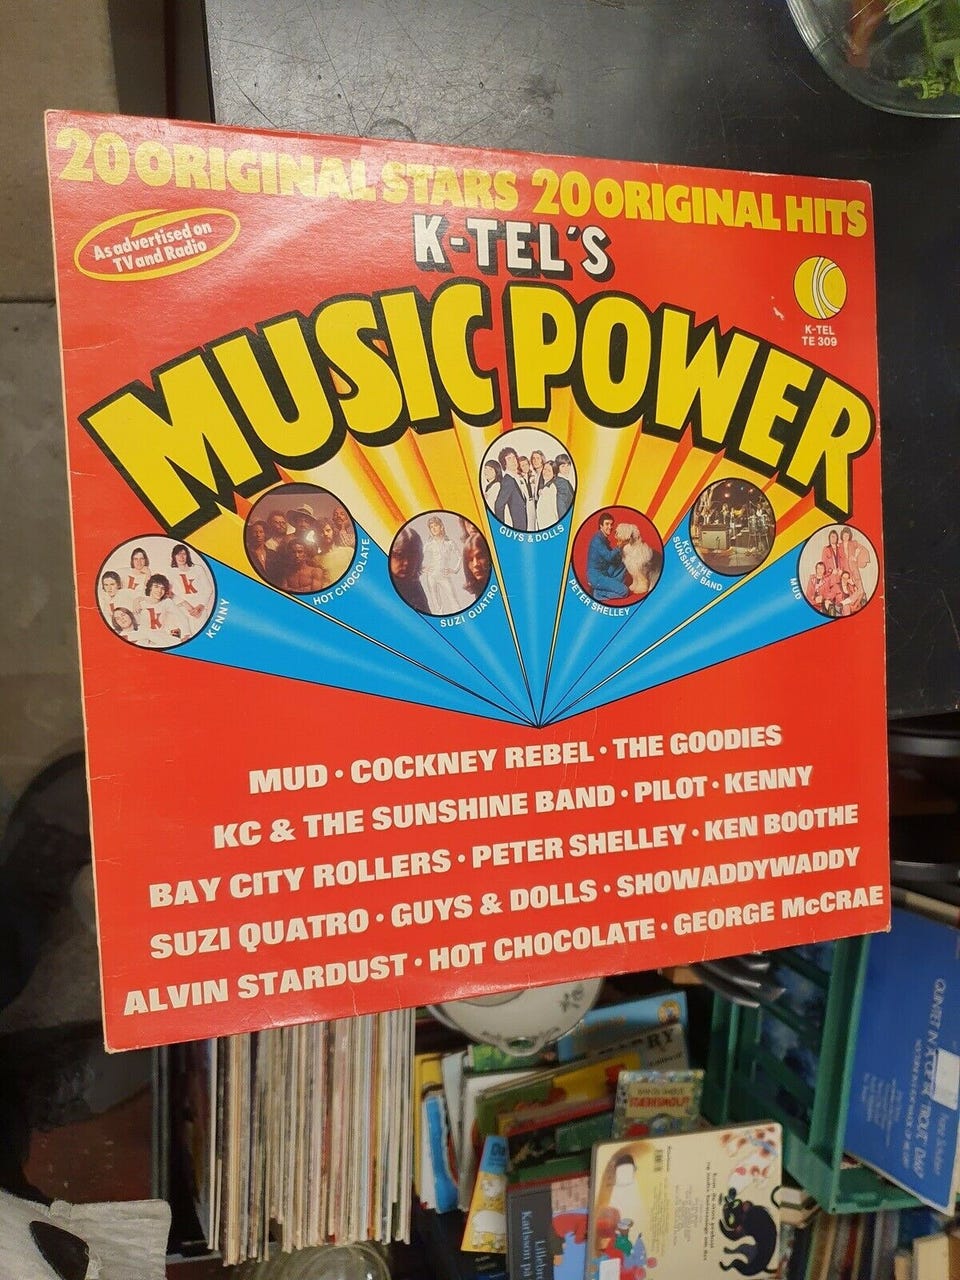 20 ORIGINAL STARS 20 ORIGINAL HITS
As advertised on
TV and Radio
K-TEL'S
K-TEL
TE 309
MUSIC POWER
KENNY
k k
k
HOT CHOCOLATE
SUZI QUATRO
GUYS & DOLLS
PETER SHELLEY
KC & THE
SUNSHINE BAND
MUD
MUD · COCKNEY REBEL · THE GOODIES
KC & THE SUNSHINE BAND · PILOT · KENNY
BAY CITY ROLLERS · PETER SHELLEY · KEN BOOTHE
SUZI QUATRO · GUYS & DOLLS · SHOWADDYWADDY
ALVIN STARDUST · HOT CHOCOLATE · GEORGE McCRAE
Karlsson på
Lillebror